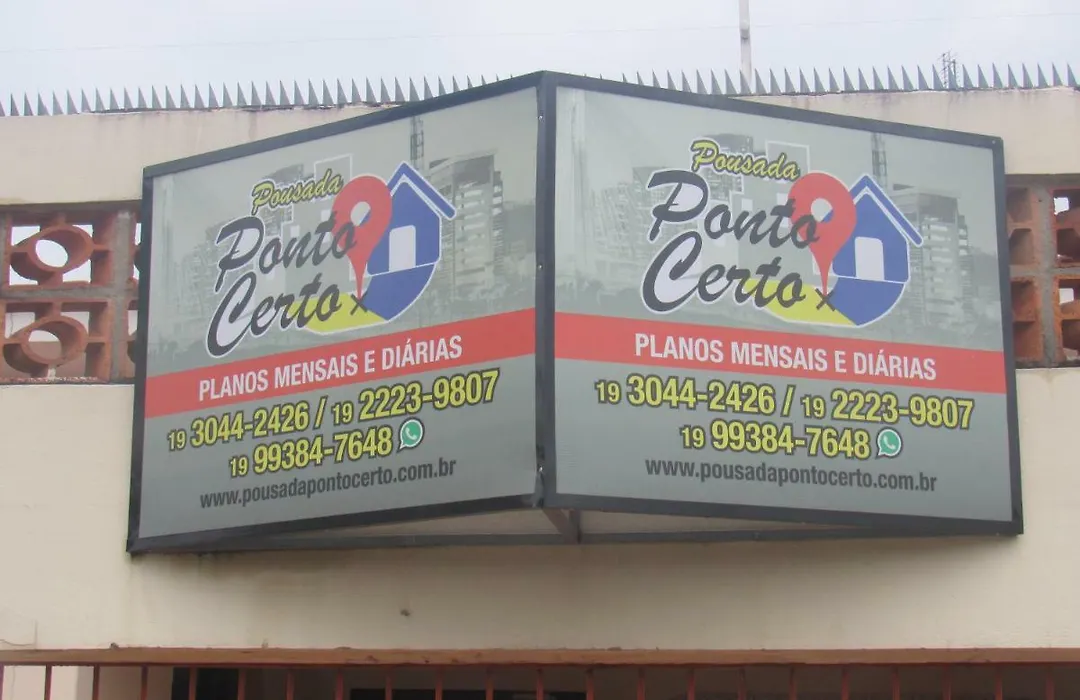 Pousada
Ponto
Certo
PLANOS MENSAIS E DIÁRIAS
19 3044-2426 / 19 2223-9807
19 99384-7648
www.pousadapontocerto.com.br
Pousada
Ponto
Certo
PLANOS MENSAIS E DIÁRIAS
19 3044-2426 / 19 2223-9807
19 99384-7648
www.pousadapontocerto.com.br